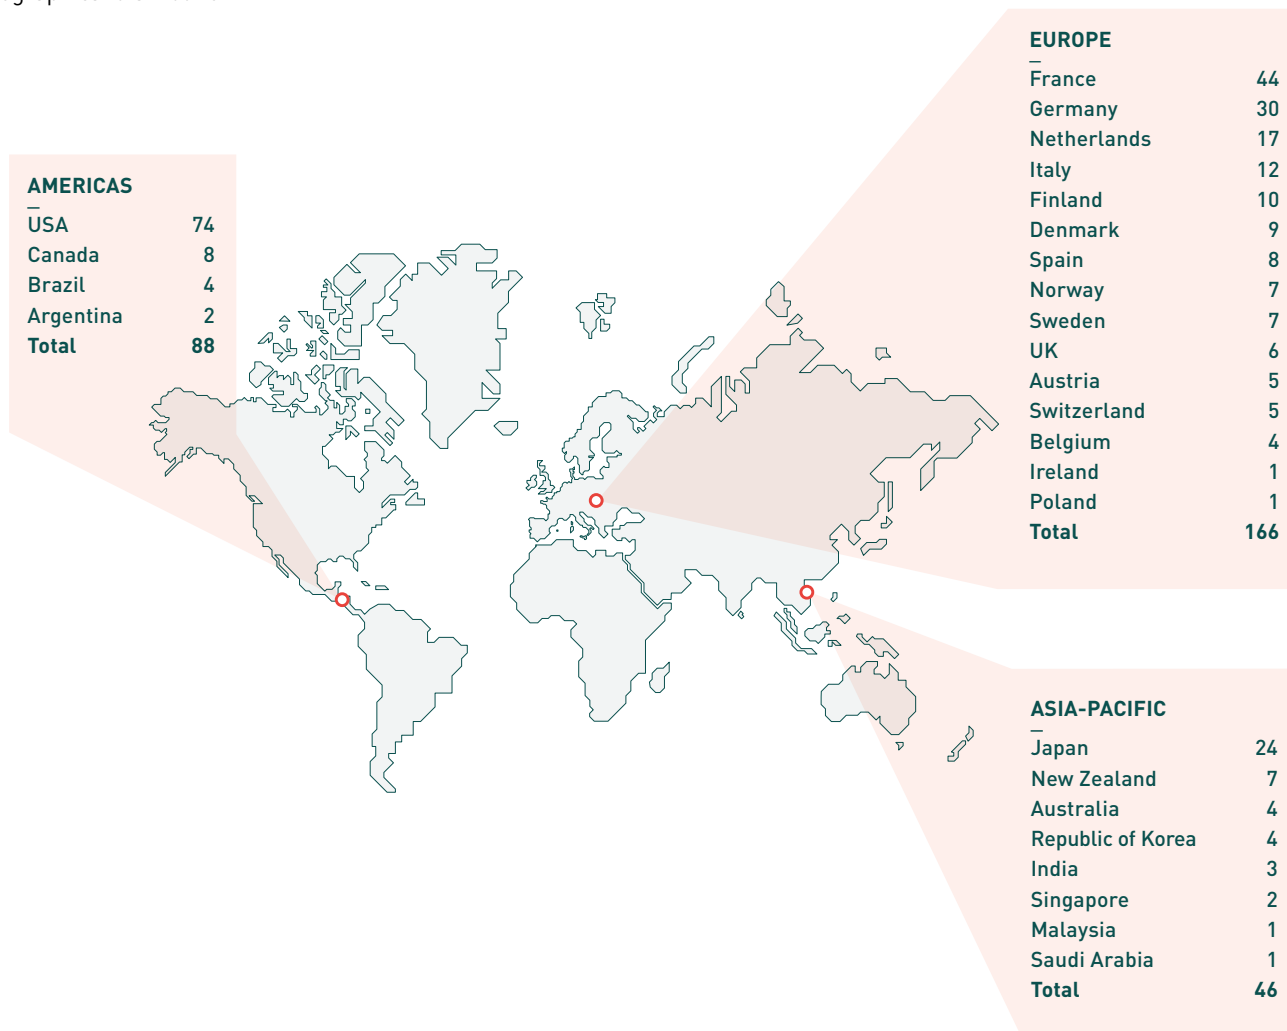 AMERICAS
USA 74
Canada 8
Brazil 4
Argentina 2
Total 88
EUROPE
France 44
Germany 30
Netherlands 17
Italy 12
Finland 10
Denmark 9
Spain 8
Norway 7
Sweden 7
UK 6
Austria 5
Switzerland 5
Belgium 4
Ireland 1
Poland 1
Total 166
ASIA-PACIFIC
Japan 24
New Zealand 7
Australia 4
Republic of Korea 4
India 3
Singapore 2
Malaysia 1
Saudi Arabia 1
Total 46